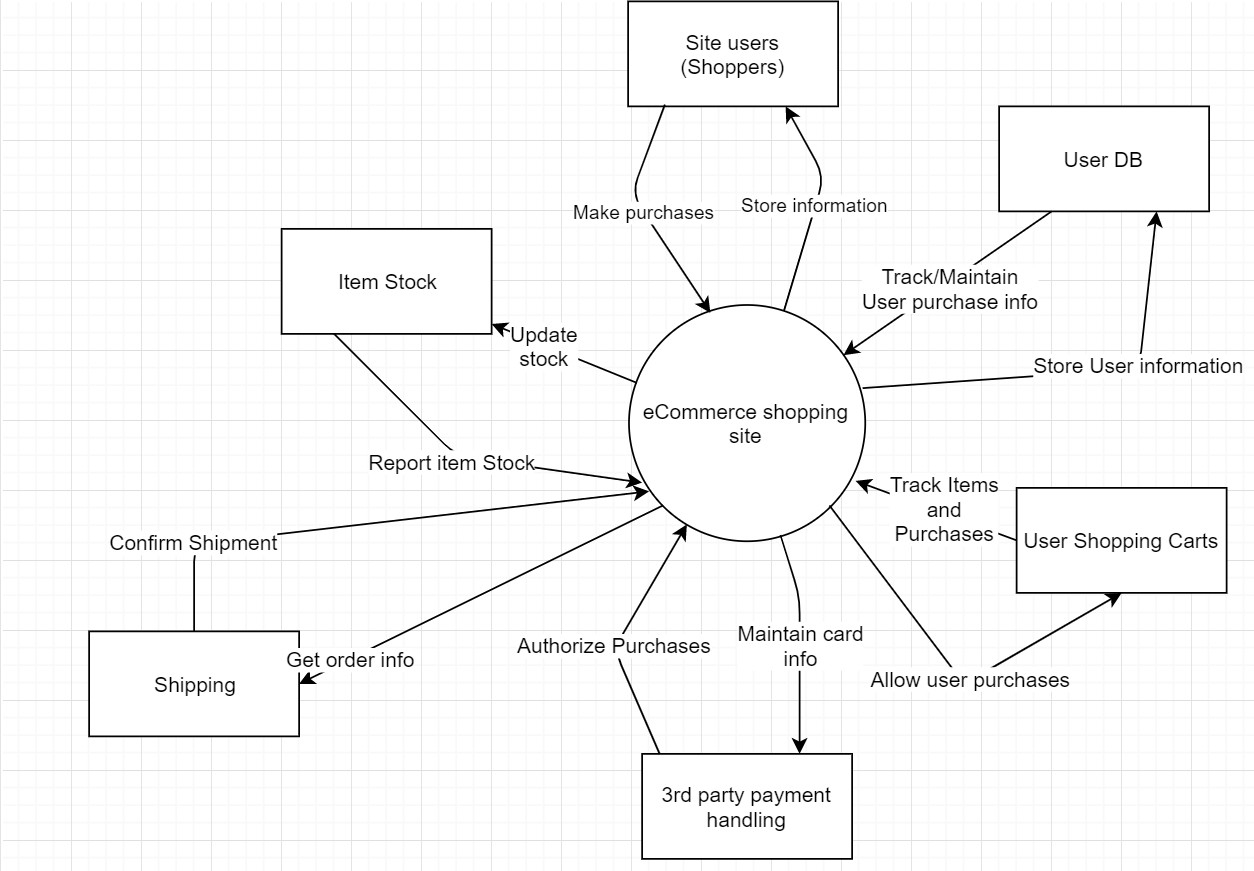 Site users
(Shoppers)
User DB
Make purchases
Store information
Item Stock
Track/Maintain
User purchase info
Update
stock
Store User information
eCommerce shopping
site
Report item Stock
Track Items
and
Purchases
User Shopping Carts
Confirm Shipment
Authorize Purchases
Maintain card
info
Get order info
Allow user purchases
Shipping
3rd party payment
handling